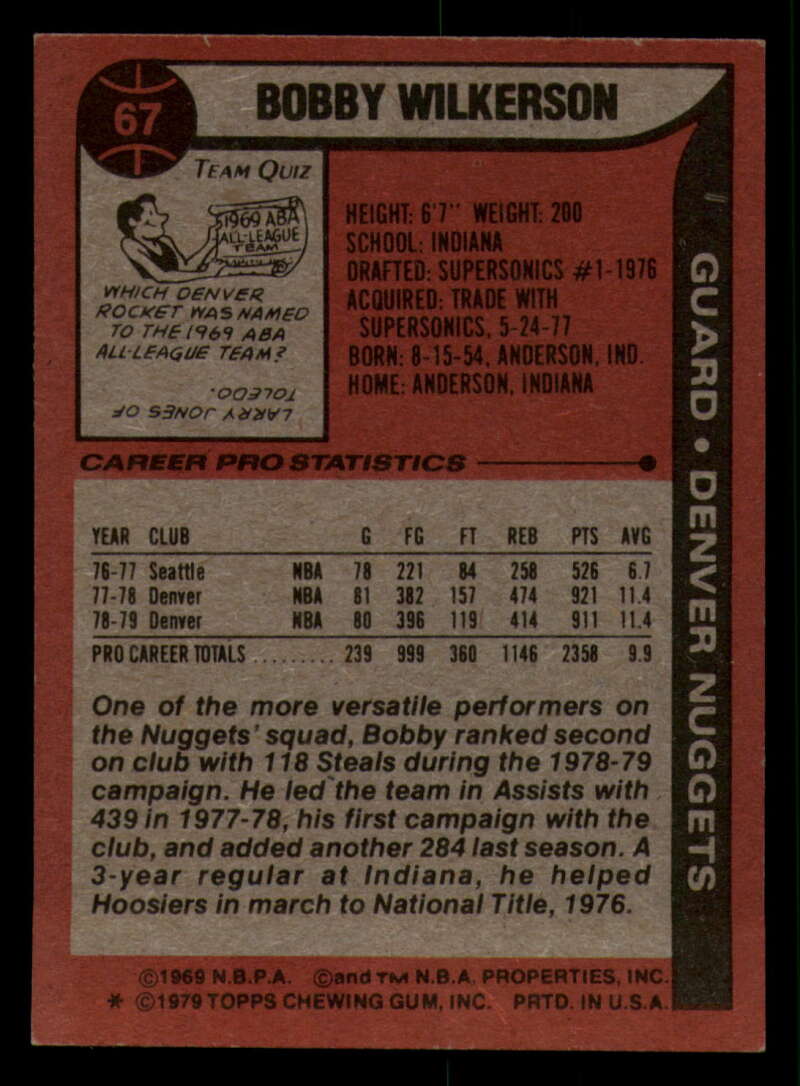 67
BOBBY WILKERSON
TEAM QUIZ
1969 ABA
ALL-LEAGUE
TEAM
WHICH DENVER
ROCKET WAS NAMED
TO THE 1969 ABA
ALL-LEAGUE TEAM?
LARRY JONES OF
TOLEDO.
HEIGHT: 6'7" WEIGHT: 200
SCHOOL: INDIANA
DRAFTED: SUPERSONICS #1-1976
ACQUIRED: TRADE WITH
SUPERSONICS, 5-24-77
BORN: 8-15-54, ANDERSON, IND.
HOME: ANDERSON, INDIANA
GUARD • DENVER NUGGETS
CAREER PRO STATISTICS
YEAR CLUB G FG FT REB PTS AVG
76-77 Seattle NBA 78 221 84 258 526 6.7
77-78 Denver NBA 81 382 157 474 921 11.4
78-79 Denver NBA 80 396 119 414 911 11.4
PRO CAREER TOTALS ......... 239 999 360 1146 2358 9.9
One of the more versatile performers on
the Nuggets' squad, Bobby ranked second
on club with 118 Steals during the 1978-79
campaign. He led the team in Assists with
439 in 1977-78, his first campaign with the
club, and added another 284 last season. A
3-year regular at Indiana, he helped
Hoosiers in march to National Title, 1976.
©1969 N.B.P.A. ©and TM N.B.A. PROPERTIES, INC.
* ©1979 TOPPS CHEWING GUM, INC. PRTD. IN U.S.A.